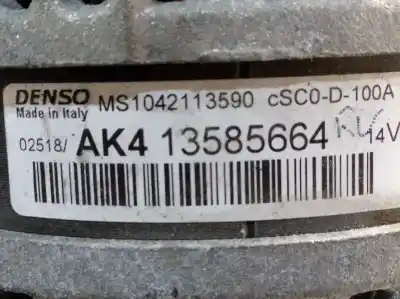 DENSO MS1042113590 cSC0-D-100A
Made in Italy
02518/ AK4 13585664 14V